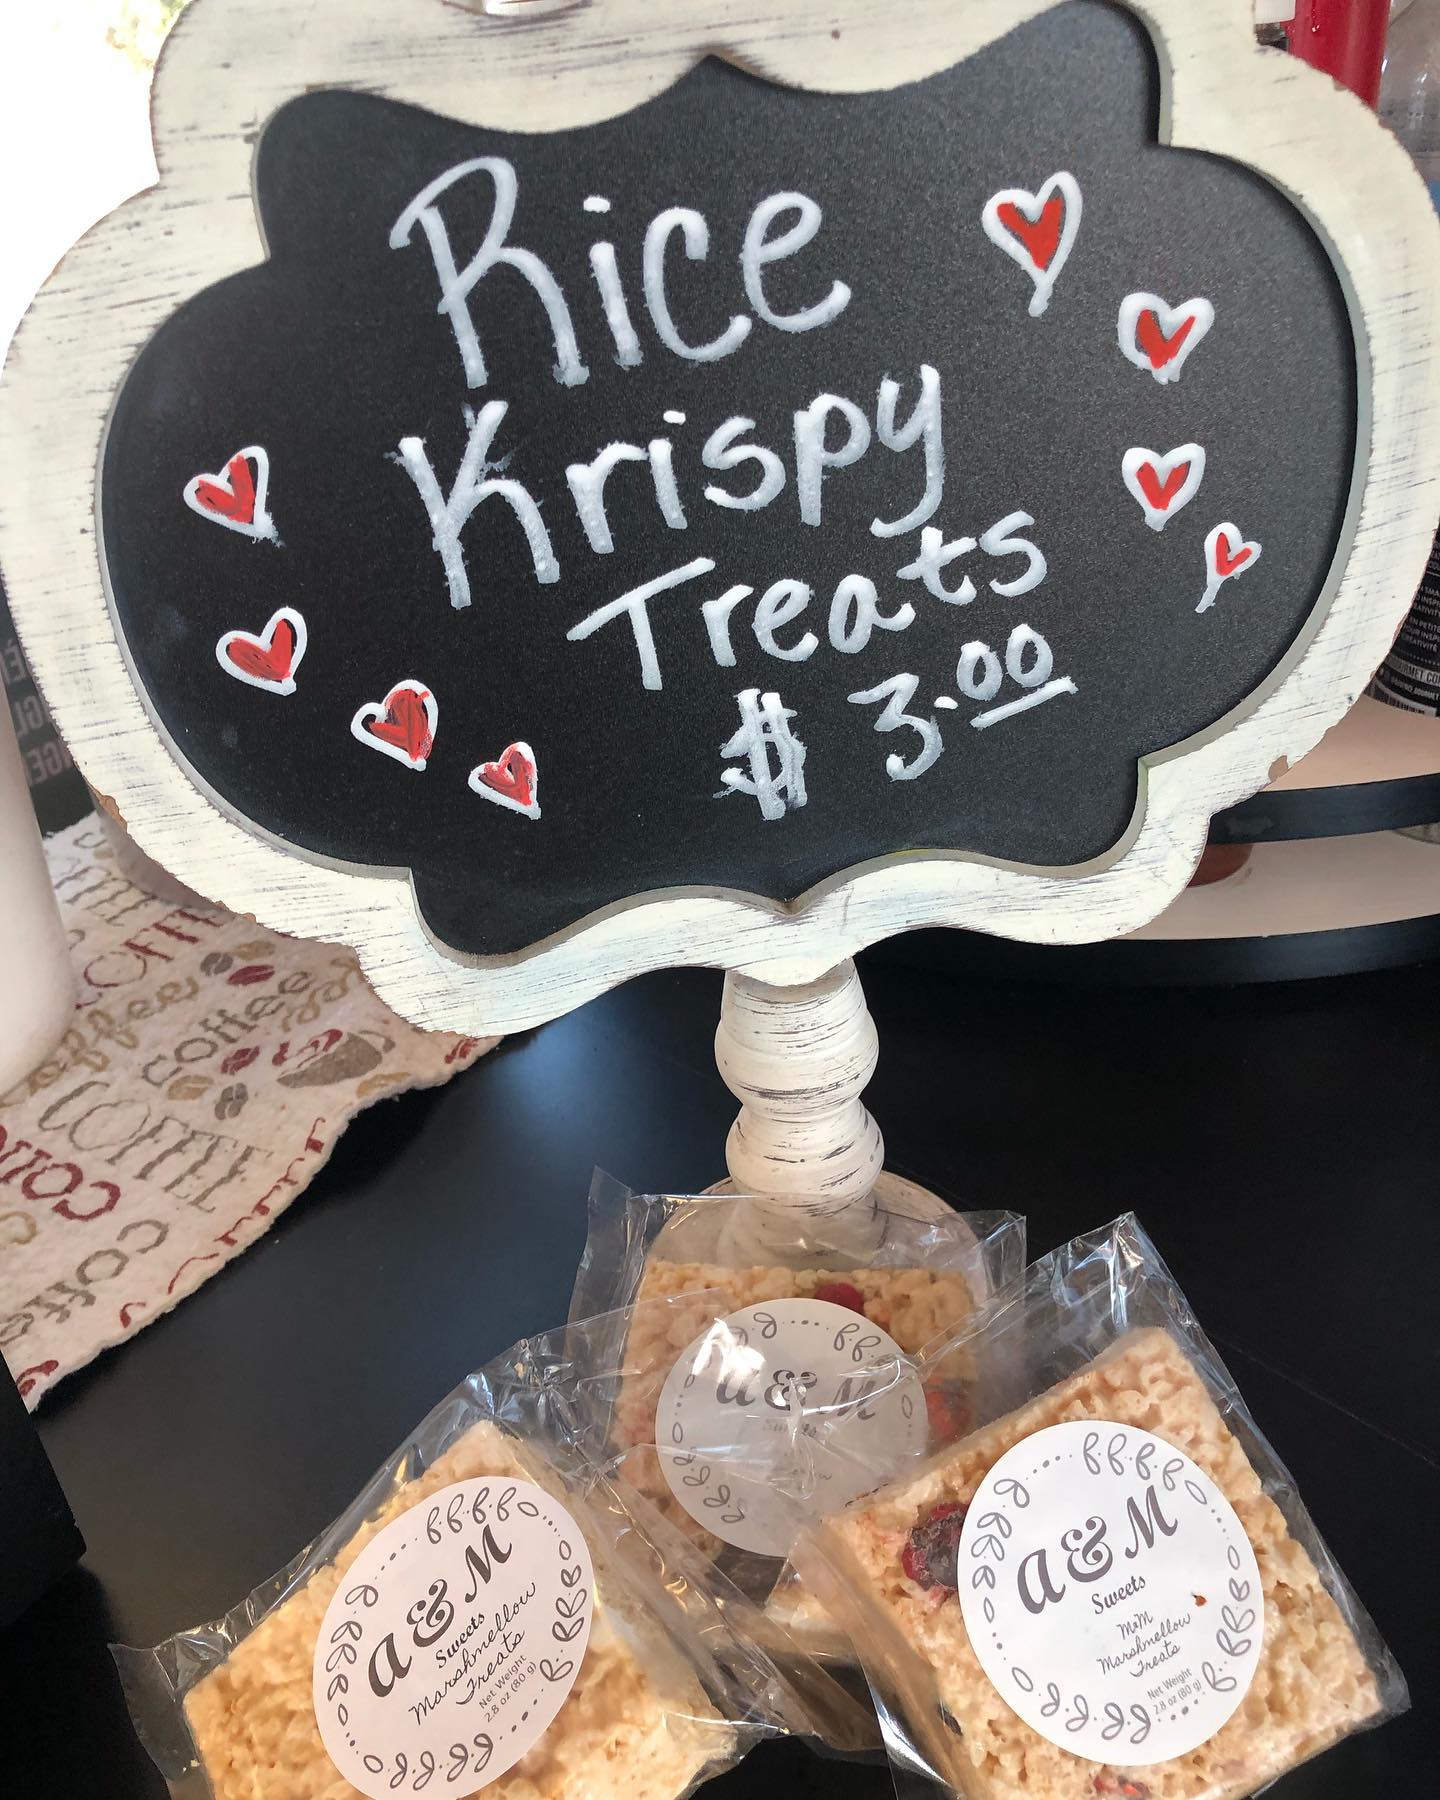 Rice
Krispy
Treats
$ 3.00
COFFEE
coffee
COFFEE
coffee
A & M
A & M
Sweets
Marshmellow
Treats
Net Weight
2.8 oz (80 g)
A & M
Sweets
M&M
Marshmellow
Treats
Net Weight
2.8 oz (80 g)